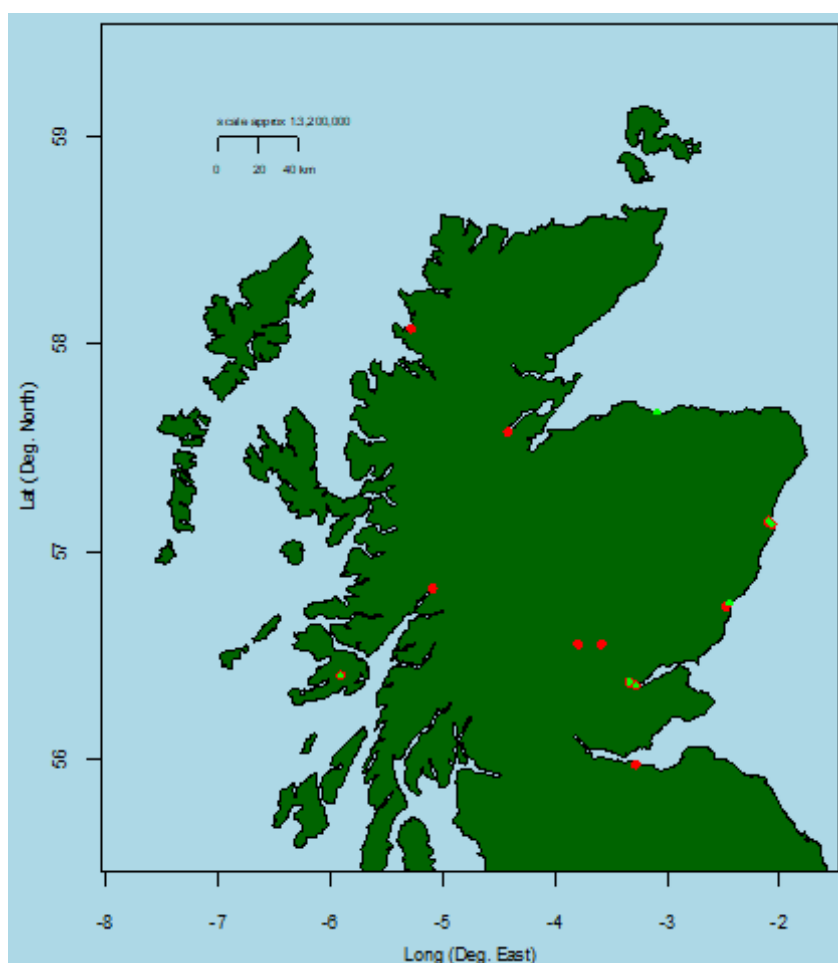 scale approx 1:3,200,000
0 20 40 km
59
58
57
56
Lat (Deg. North)
-8 -7 -6 -5 -4 -3 -2
Long (Deg. East)